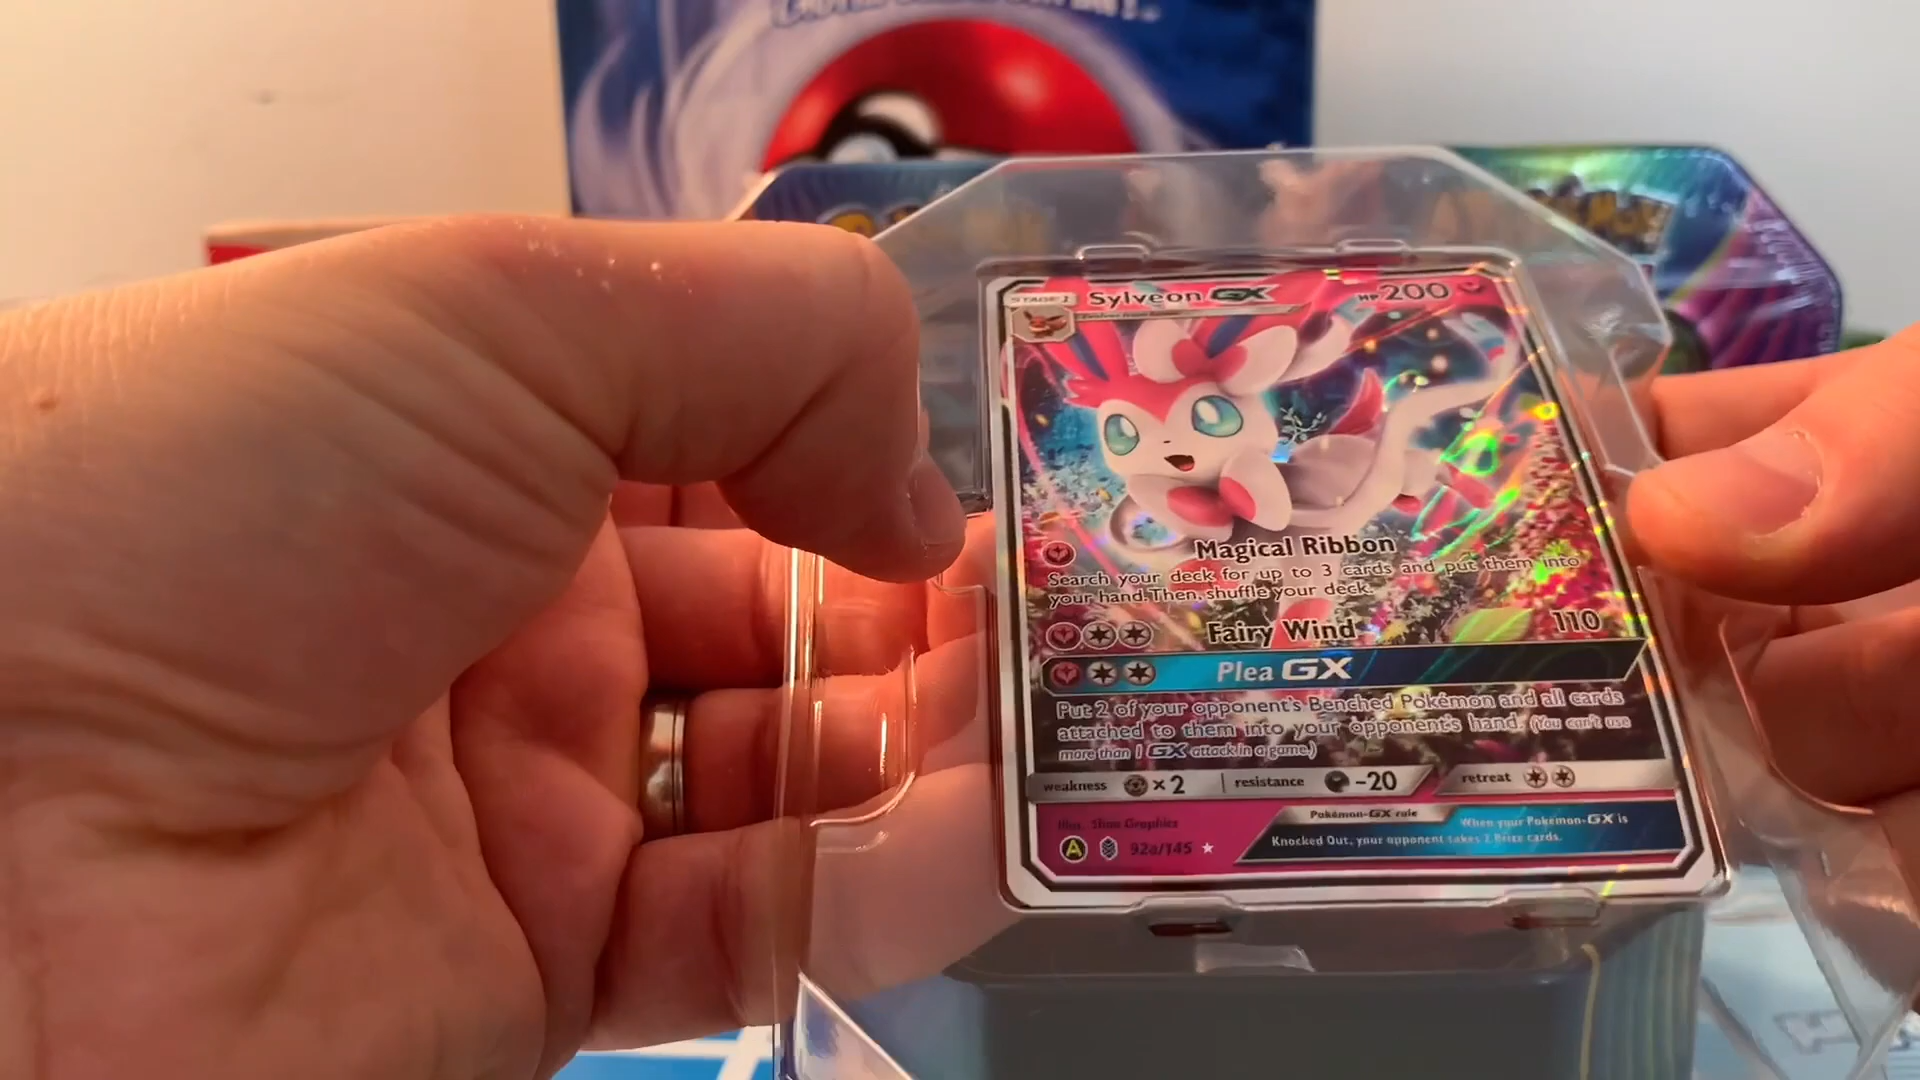 STAGE 1
Sylveon GX
HP 200
Magical Ribbon
Search your deck for up to 3 cards and put them into
your hand. Then, shuffle your deck.
Fairy Wind 110
Plea GX
Put 2 of your opponent's Benched Pokémon and all cards
attached to them into your opponent's hand. (You can't use
more than 1 GX attack in a game.)
weakness ×2 resistance -20 retreat
Pokémon-GX rule
When your Pokémon-GX is
Knocked Out, your opponent takes 2 Prize cards.
Illus.
A 92a/145